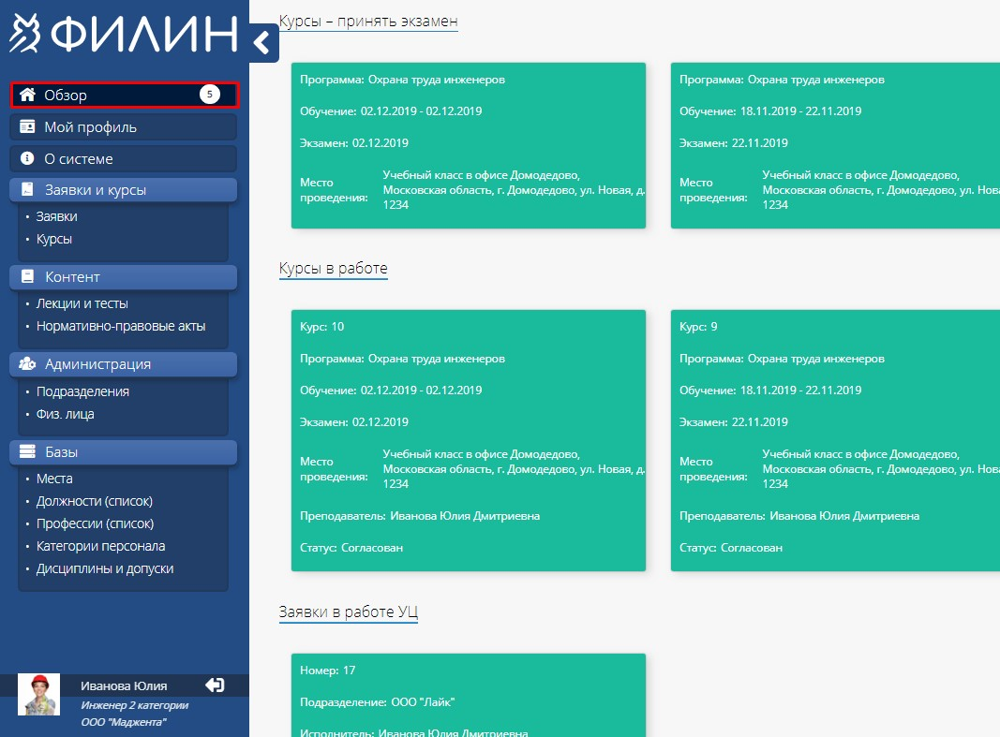 ФИЛИН
Обзор 5
Мой профиль
О системе
Заявки и курсы
• Заявки
• Курсы
Контент
• Лекции и тесты
• Нормативно-правовые акты
Администрация
• Подразделения
• Физ. лица
Базы
• Места
• Должности (список)
• Профессии (список)
• Категории персонала
• Дисциплины и допуски
Иванова Юлия
Инженер 2 категории
ООО "Маджента"
Курсы – принять экзамен
Программа: Охрана труда инженеров
Обучение: 02.12.2019 - 02.12.2019
Экзамен: 02.12.2019
Место
проведения:
Учебный класс в офисе Домодедово,
Московская область, г. Домодедово, ул. Новая, д.
1234
Программа: Охрана труда инженеров
Обучение: 18.11.2019 - 22.11.2019
Экзамен: 22.11.2019
Место
проведения:
Учебный класс в офисе Домодедово,
Московская область, г. Домодедово, ул. Нова
1234
Курсы в работе
Курс: 10
Программа: Охрана труда инженеров
Обучение: 02.12.2019 - 02.12.2019
Экзамен: 02.12.2019
Место
проведения:
Учебный класс в офисе Домодедово,
Московская область, г. Домодедово, ул. Новая, д.
1234
Преподаватель: Иванова Юлия Дмитриевна
Статус: Согласован
Курс: 9
Программа: Охрана труда инженеров
Обучение: 18.11.2019 - 22.11.2019
Экзамен: 22.11.2019
Место
проведения:
Учебный класс в офисе Домодедово,
Московская область, г. Домодедово, ул. Нова
1234
Преподаватель: Иванова Юлия Дмитриевна
Статус: Согласован
Заявки в работе УЦ
Номер: 17
Подразделение: ООО "Лайк"
Исполнитель: Иванова Юлия Дмитриевна